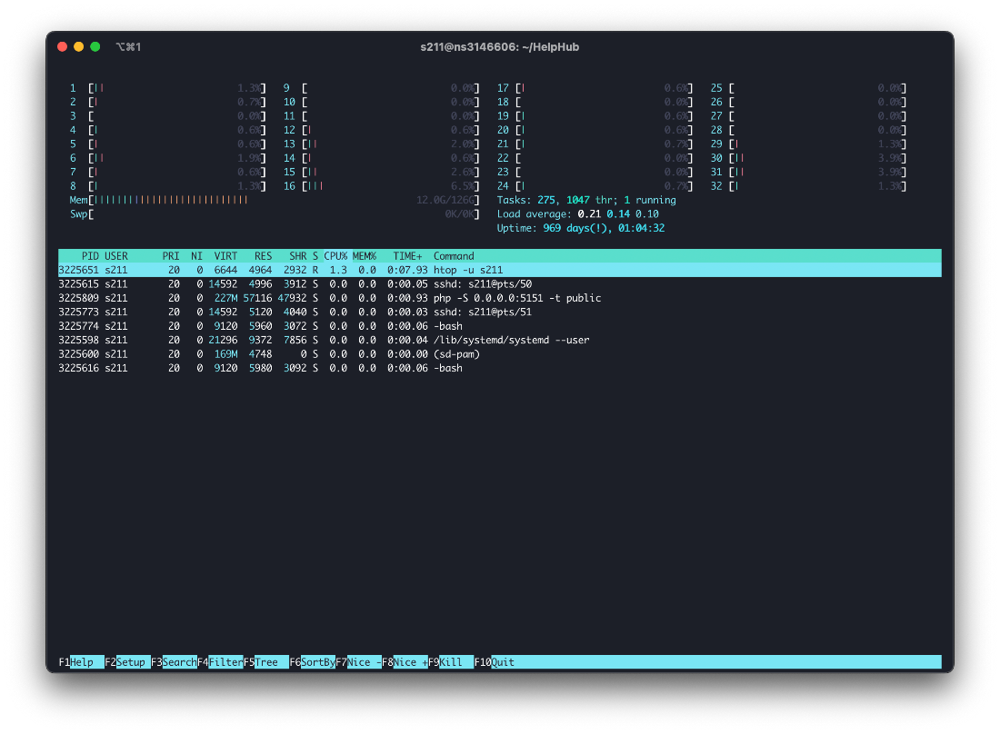 ⌥⌘1 s211@ns3146606: ~/HelpHub
1 [|| 1.3%] 9 [ 0.0%] 17 [| 0.6%] 25 [ 0.0%]
2 [| 0.7%] 10 [ 0.0%] 18 [ 0.0%] 26 [ 0.0%]
3 [ 0.0%] 11 [ 0.0%] 19 [| 0.6%] 27 [ 0.0%]
4 [| 0.6%] 12 [| 0.6%] 20 [| 0.6%] 28 [ 0.0%]
5 [| 0.6%] 13 [|| 2.0%] 21 [| 0.7%] 29 [| 1.3%]
6 [|| 1.9%] 14 [| 0.6%] 22 [ 0.0%] 30 [|| 3.9%]
7 [| 0.6%] 15 [|| 2.6%] 23 [ 0.0%] 31 [|| 3.9%]
8 [| 1.3%] 16 [||| 6.5%] 24 [| 0.7%] 32 [| 1.3%]
Mem[||||||||||||||||||||||||||| 12.0G/126G] Tasks: 275, 1047 thr; 1 running
Swp[ 0K/0K] Load average: 0.21 0.14 0.10
Uptime: 969 days(!), 01:04:32
PID USER PRI NI VIRT RES SHR S CPU% MEM% TIME+ Command
3225651 s211 20 0 6644 4964 2932 R 1.3 0.0 0:07.93 htop -u s211
3225615 s211 20 0 14592 4996 3912 S 0.0 0.0 0:00.05 sshd: s211@pts/50
3225809 s211 20 0 227M 57116 47932 S 0.0 0.0 0:00.93 php -S 0.0.0.0:5151 -t public
3225773 s211 20 0 14592 5120 4040 S 0.0 0.0 0:00.03 sshd: s211@pts/51
3225774 s211 20 0 9120 5960 3072 S 0.0 0.0 0:00.06 -bash
3225598 s211 20 0 21296 9372 7856 S 0.0 0.0 0:00.04 /lib/systemd/systemd --user
3225600 s211 20 0 169M 4748 0 S 0.0 0.0 0:00.00 (sd-pam)
3225616 s211 20 0 9120 5980 3092 S 0.0 0.0 0:00.06 -bash
F1Help F2Setup F3SearchF4FilterF5Tree F6SortByF7Nice -F8Nice +F9Kill F10Quit